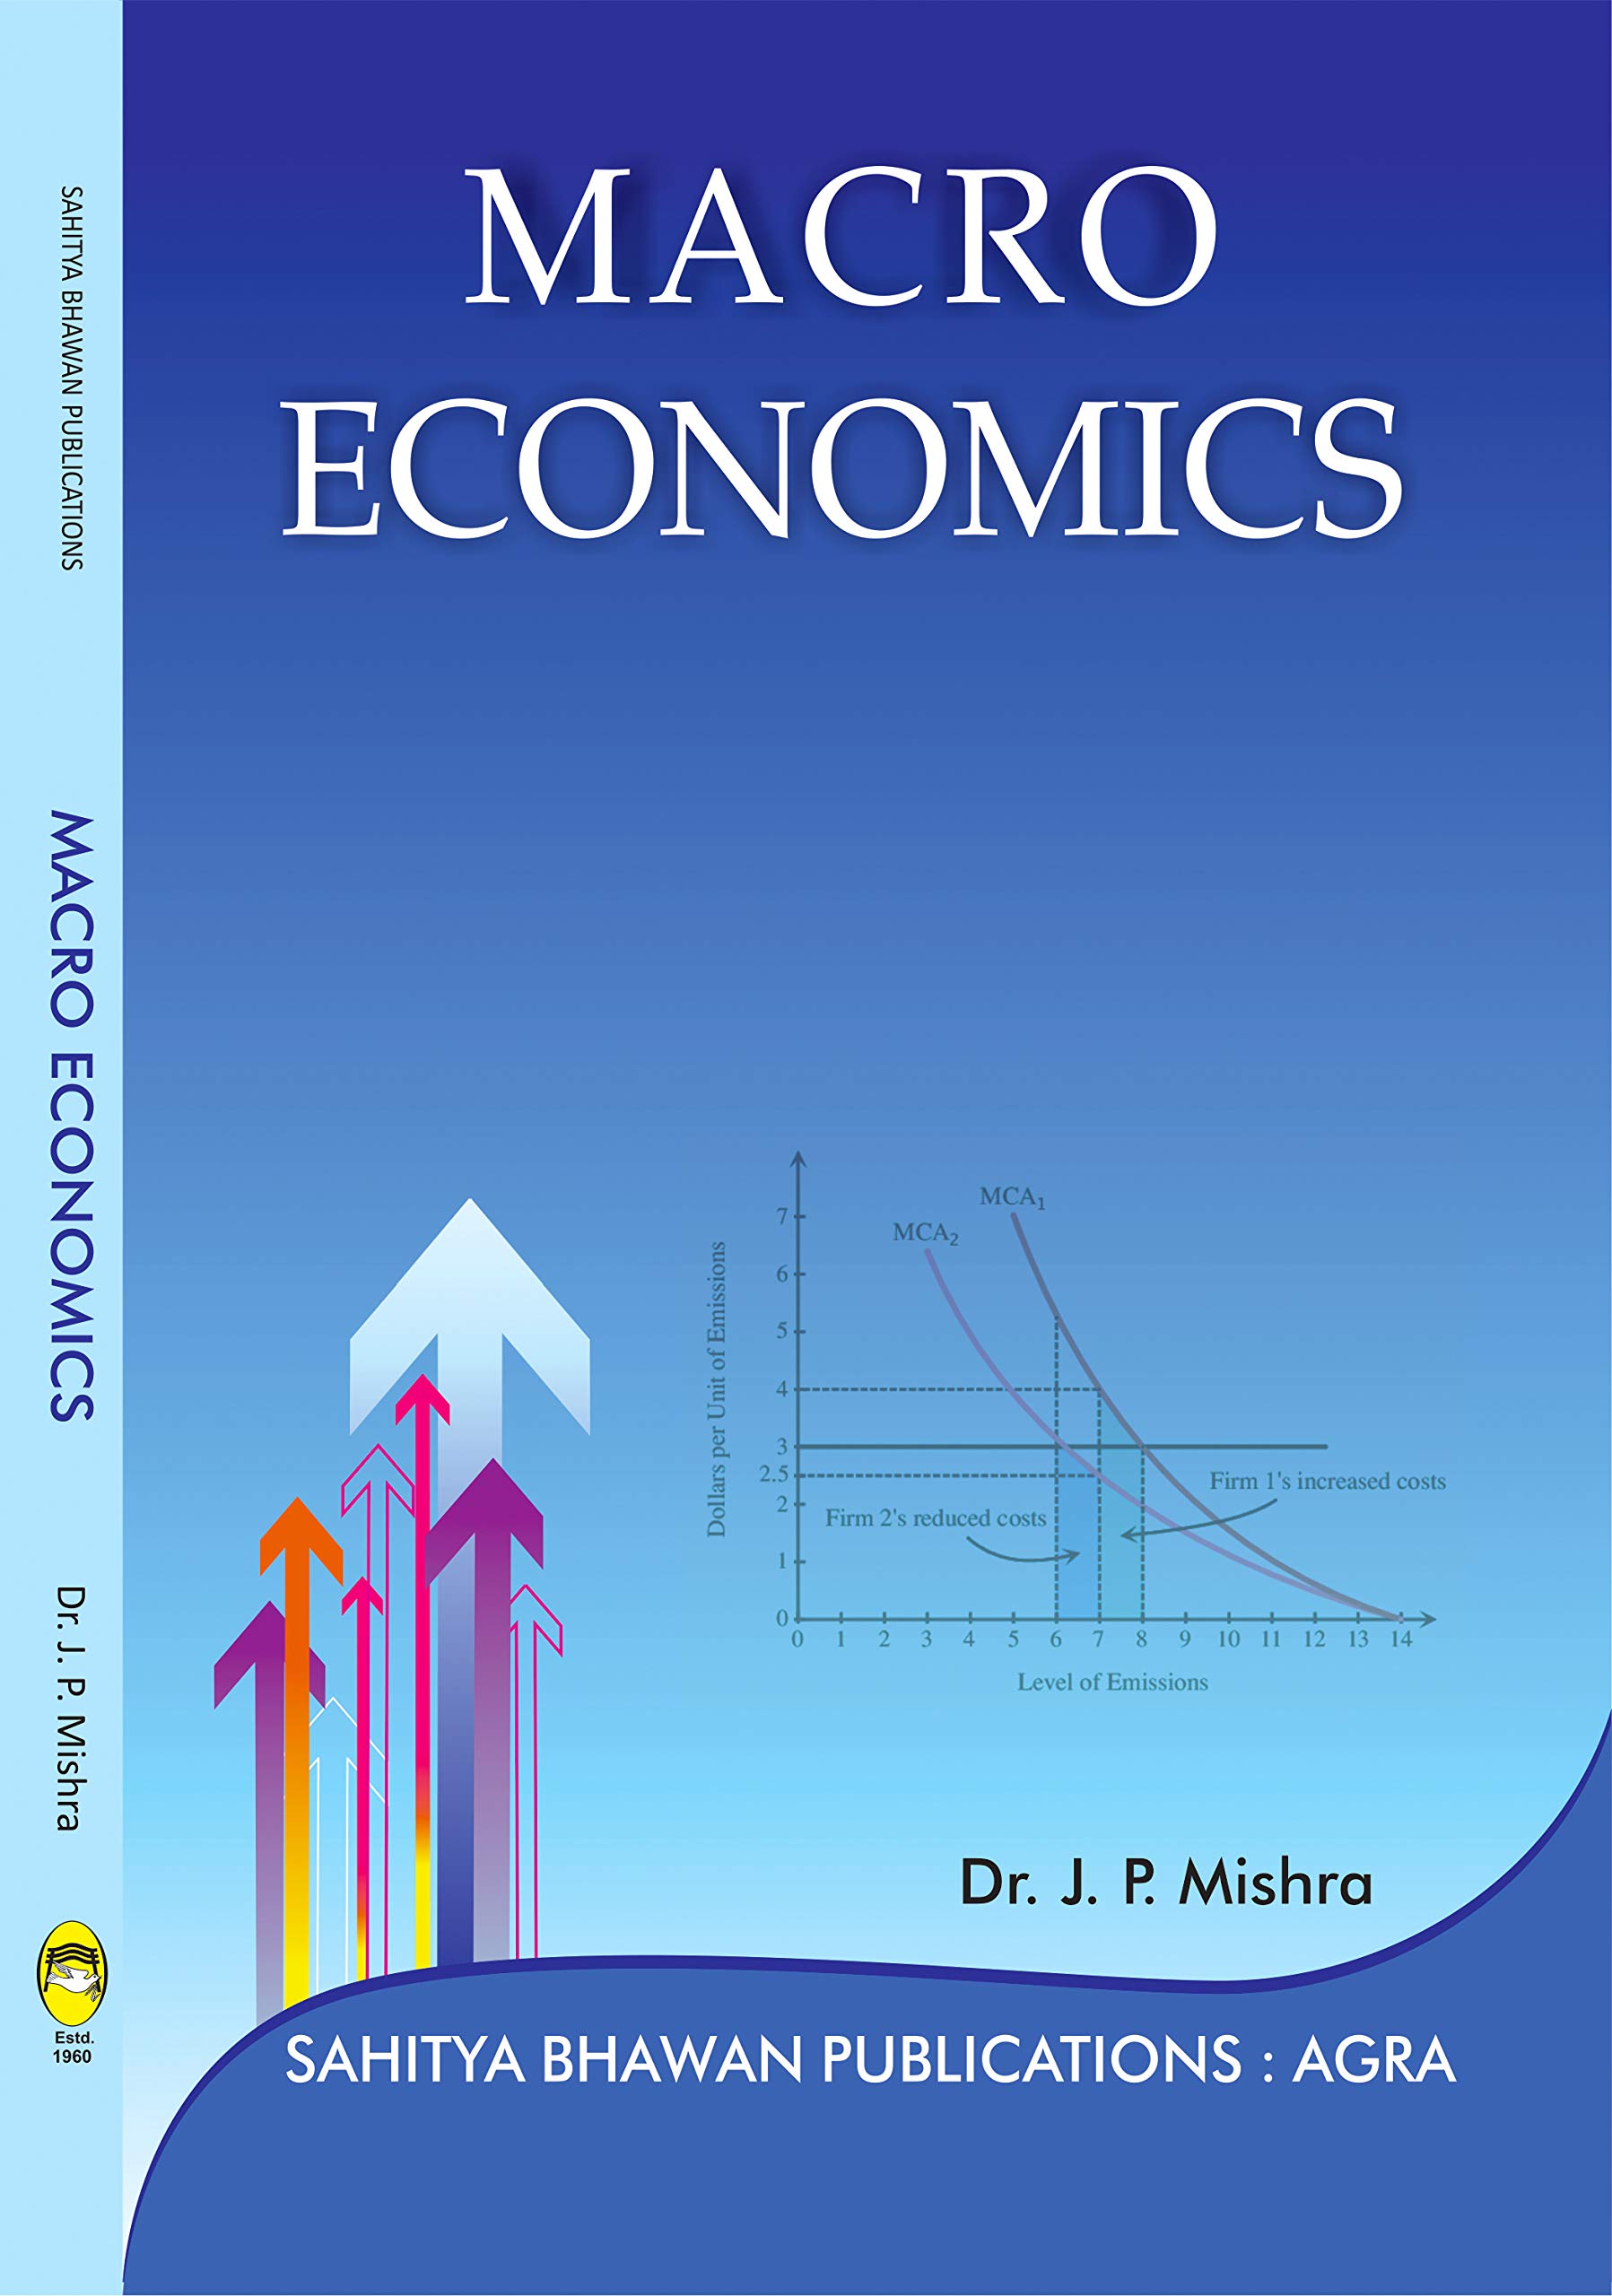 SAHITYA BHAWAN PUBLICATIONS
MACRO ECONOMICS
Dr. J. P. Mishra
Estd.
1960
MACRO
ECONOMICS
MCA₁
MCA₂
Dollars per Unit of Emissions
7
6
5
4
3
2.5
2
1
0
Firm 1's increased costs
Firm 2's reduced costs
0 1 2 3 4 5 6 7 8 9 10 11 12 13 14
Level of Emissions
Dr. J. P. Mishra
SAHITYA BHAWAN PUBLICATIONS : AGRA